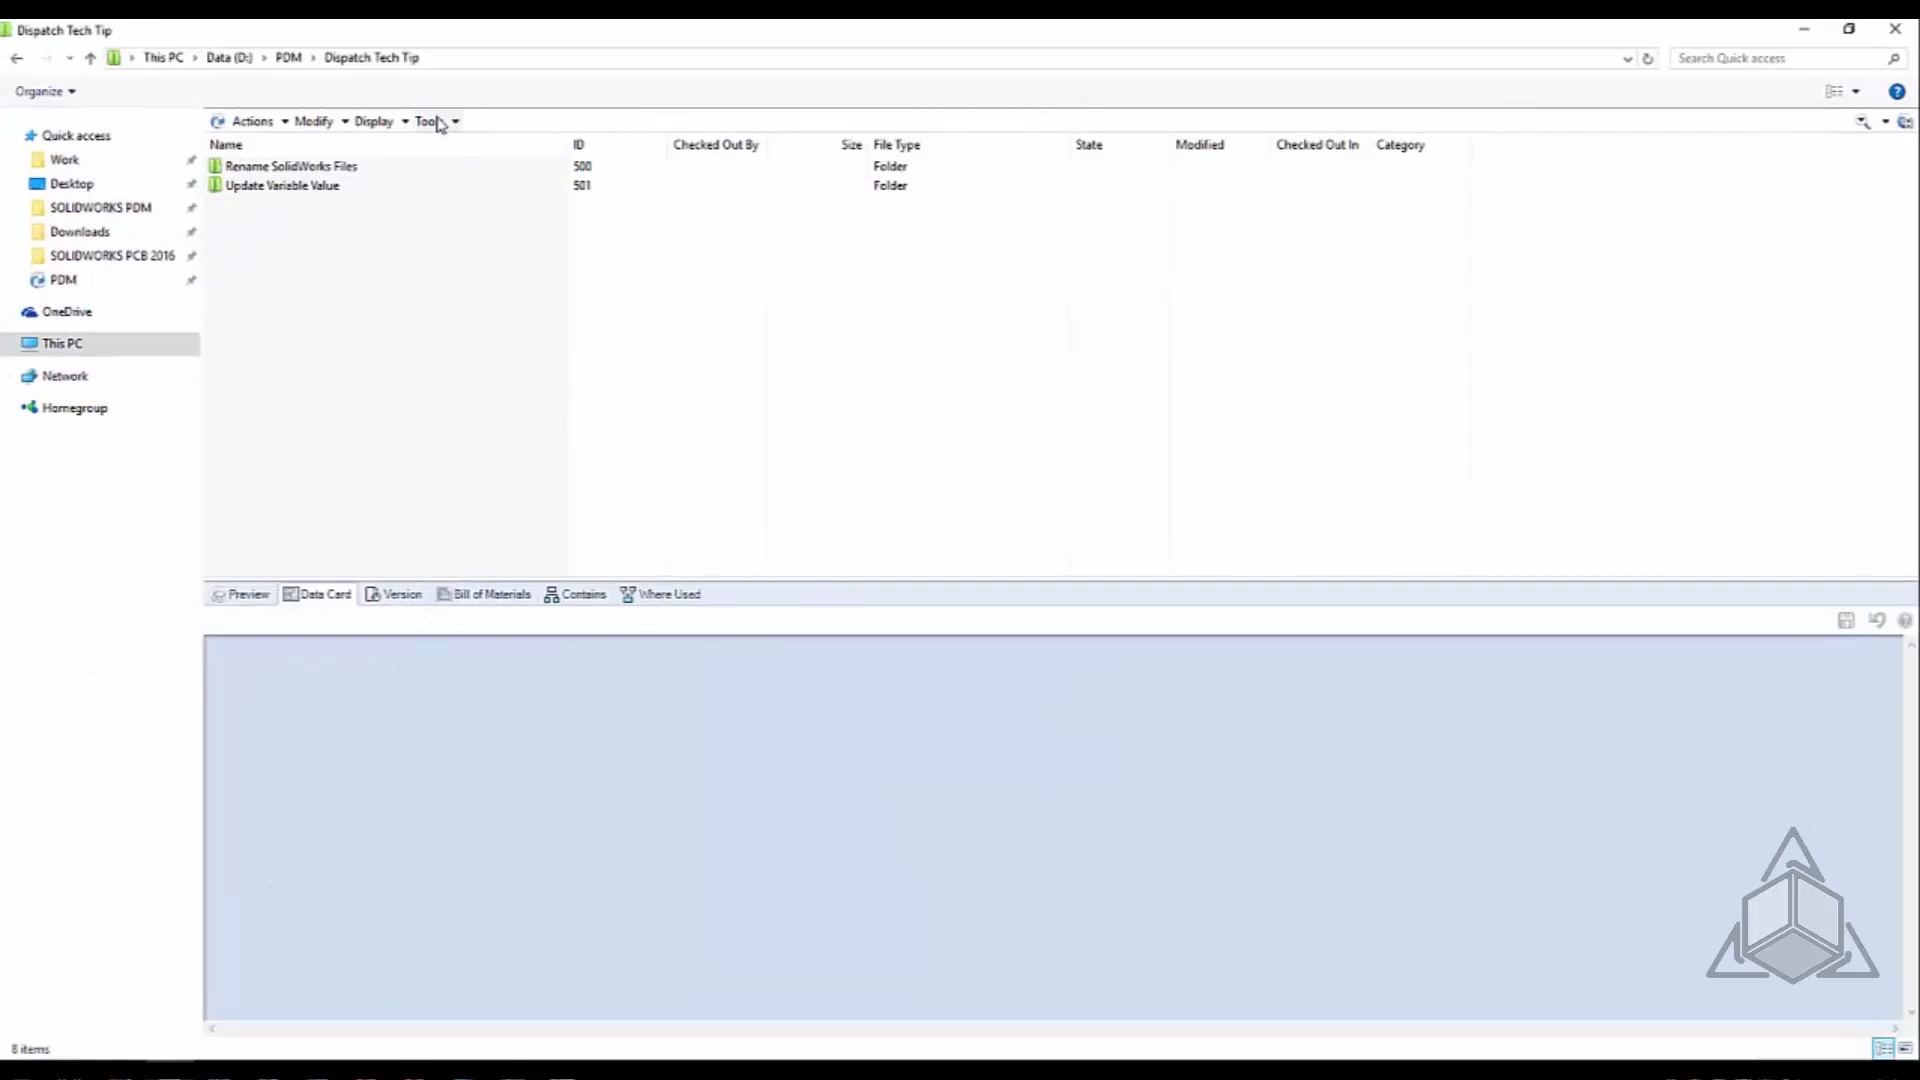 Dispatch Tech Tip
This PC Data (D:) PDM Dispatch Tech Tip
Search Quick access
Organize
Actions Modify Display
Name ID Checked Out By Size File Type State Modified Checked Out In Category
Rename SolidWorks Files 500 Folder
Update Variable Value 501 Folder
Quick access
Work
Desktop
SOLIDWORKS PDM
Downloads
SOLIDWORKS PCB 2016
PDM
OneDrive
This PC
Network
Homegroup
Preview Data Card Version Bill of Materials Contains Where Used
8 items